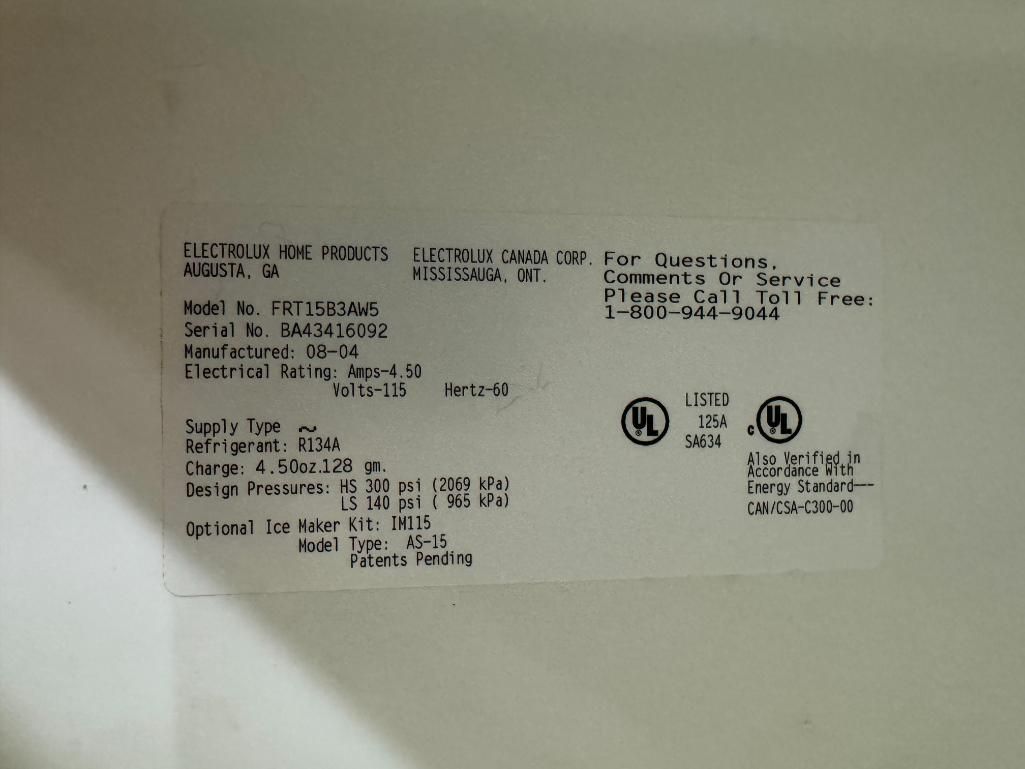 ELECTROLUX HOME PRODUCTS
AUGUSTA, GA
ELECTROLUX CANADA CORP.
MISSISSAUGA, ONT.
For Questions,
Comments Or Service
Please Call Toll Free:
1-800-944-9044
Model No. FRT15B3AW5
Serial No. BA43416092
Manufactured: 08-04
Electrical Rating: Amps-4.50
Volts-115 Hertz-60
Supply Type ~
Refrigerant: R134A
Charge: 4.50oz.128 gm.
Design Pressures: HS 300 psi (2069 kPa)
LS 140 psi ( 965 kPa)
Optional Ice Maker Kit: IM115
Model Type: AS-15
Patents Pending
UL ®
LISTED
125A
SA634
c UL ®
Also Verified in
Accordance With
Energy Standard---
CAN/CSA-C300-00